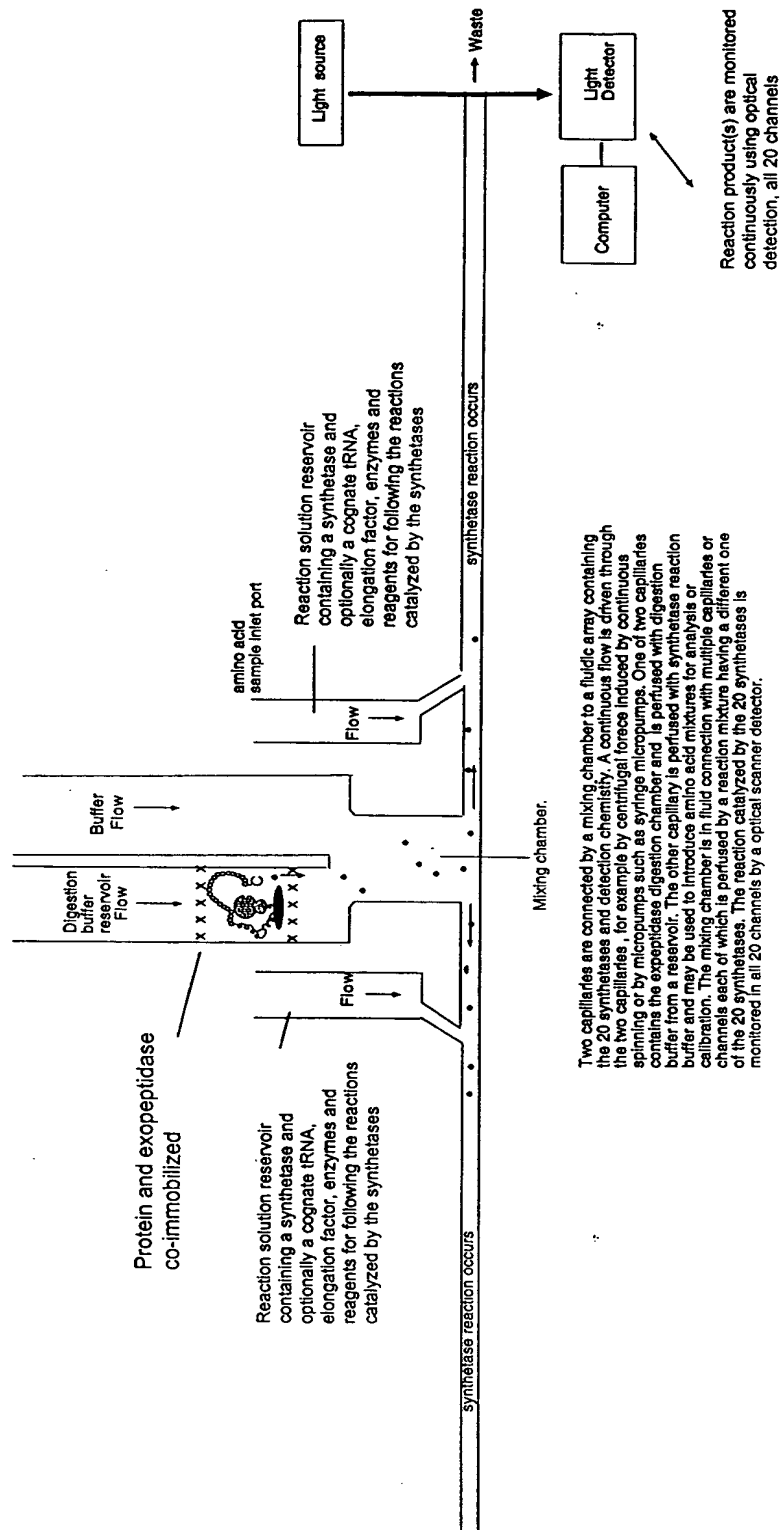 Protein and exopeptidase
co-immobilized
Digestion
buffer
reservoir
Flow
Buffer
Flow
amino acid
sample inlet port
Flow
Flow
Reaction solution reservoir
containing a synthetase and
optionally a cognate tRNA,
elongation factor, enzymes and
reagents for following the reactions
catalyzed by the synthetases
Reaction solution reservoir
containing a synthetase and
optionally a cognate tRNA,
elongation factor, enzymes and
reagents for following the reactions
catalyzed by the synthetases
synthetase reaction occurs
synthetase reaction occurs
Mixing chamber.
Light source
Waste
Light
Detector
Computer
Reaction product(s) are monitored
continuously using optical
detection, all 20 channels
Two capillaries are connected by a mixing chamber to a fluidic array containing
the 20 synthetases and detection chemistry. A continuous flow is driven through
the two capillaries , for example by centrifugal forece induced by continuous
spinning or by micropumps such as syringe micropumps. One of two capillaries
contains the expeptidase digestion chamber and is perfused with digestion
buffer from a reservoir. The other capillary is perfused with synthetase reaction
buffer and may be used to introduce amino acid mixtures for analysis or
calibration. The mixing chamber is in fluid connection with multiple capillaries or
channels each of which is perfused by a reaction mixture having a different one
of the 20 synthetases. The reaction catalyzed by the 20 synthetases is
monitored in all 20 channels by a optical scanner detector.
X X X X X X
C
X X X X X X